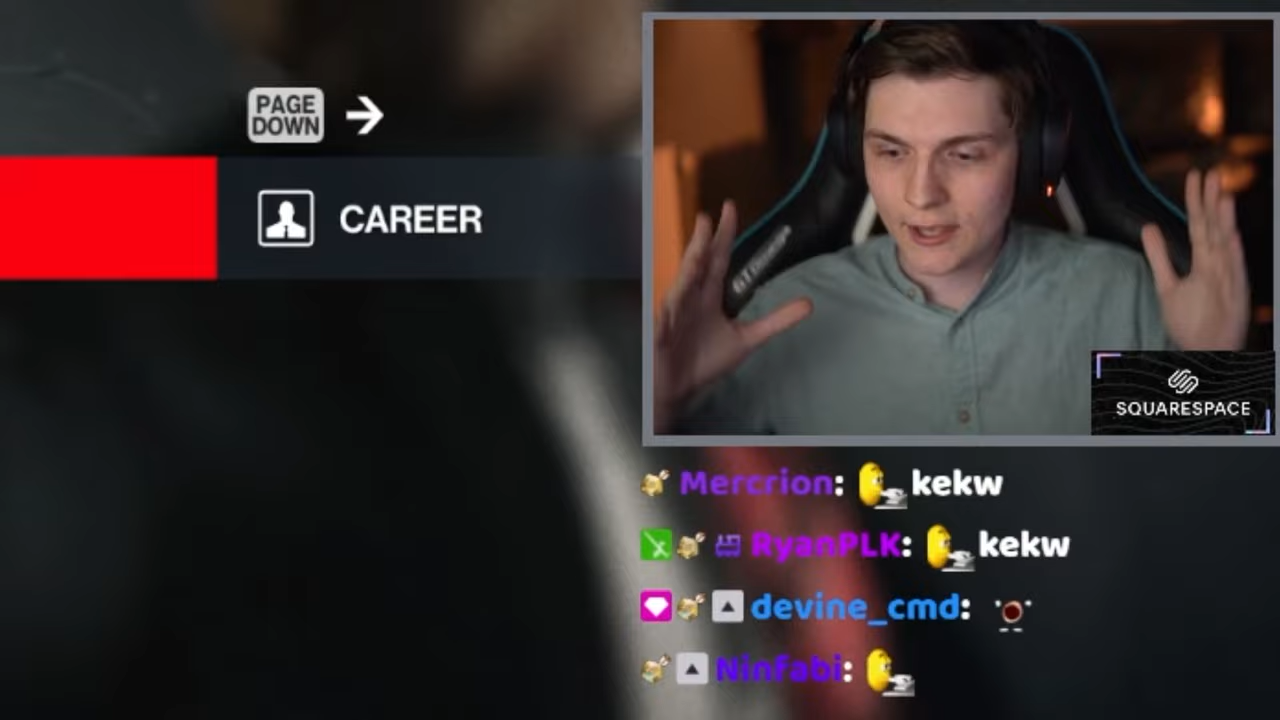 PAGE
DOWN
CAREER
SQUARESPACE
Mercrion: kekw
RyanPLK: kekw
devine_cmd:
Ninfabi: